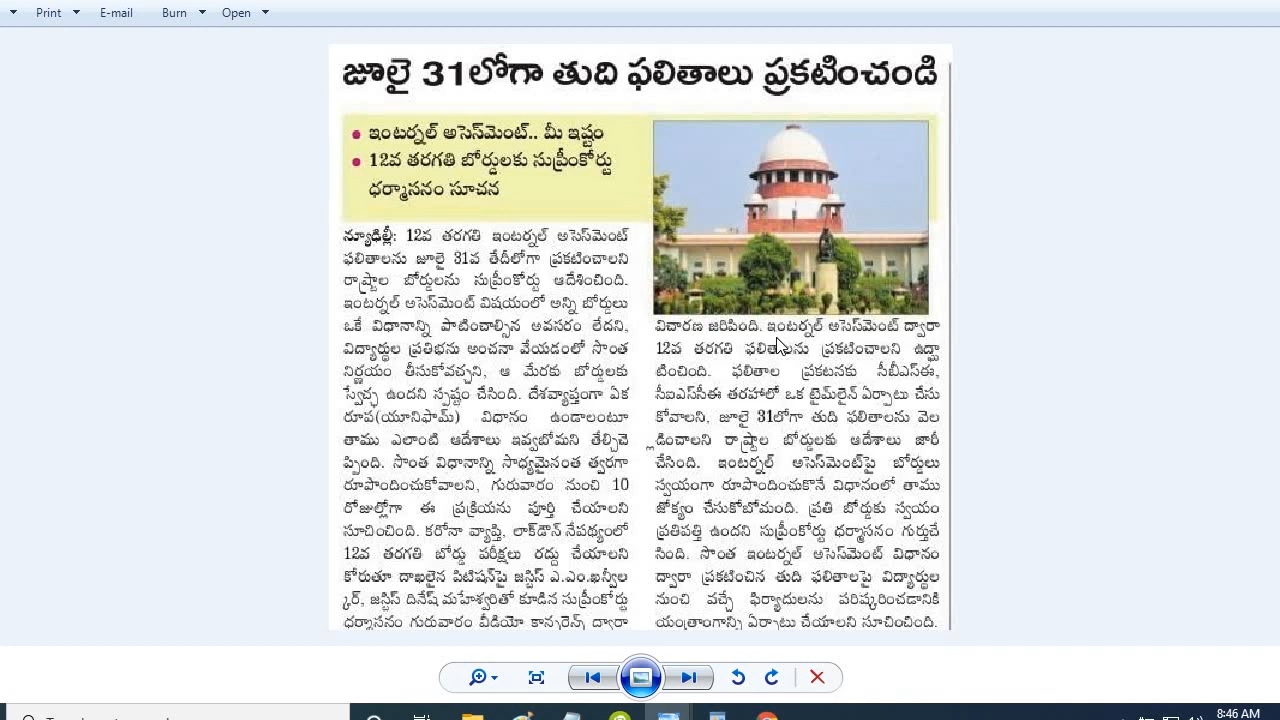 Print
E-mail
Burn
Open
జూలై 31లోగా తుది ఫలితాలు ప్రకటించండి
● ఇంటర్నల్ అసెస్‌మెంట్.. మీ ఇష్టం
● 12వ తరగతి బోర్డులకు సుప్రీంకోర్టు
ధర్మాసనం సూచన
న్యూఢిల్లీ: 12వ తరగతి ఇంటర్నల్ అసెస్‌మెంట్
ఫలితాలను జూలై 31వ తేదీలోగా ప్రకటించాలని
రాష్ట్రాల బోర్డులను సుప్రీంకోర్టు ఆదేశించింది.
ఇంటర్నల్ అసెస్‌మెంట్ విషయంలో అన్ని బోర్డులు
ఒకే విధానాన్ని పాటించాల్సిన అవసరం లేదని,
విద్యార్థుల ప్రతిభను అంచనా వేయడంలో సొంత
నిర్ణయం తీసుకోవచ్చని, ఆ మేరకు బోర్డులకు
స్వేచ్ఛ ఉందని స్పష్టం చేసింది. దేశవ్యాప్తంగా ఏక
రూప(యూనిఫామ్) విధానం ఉండాలంటూ
తాము ఎలాంటి ఆదేశాలు ఇవ్వబోమని తేల్చిచె
ప్పింది. సొంత విధానాన్ని సాధ్యమైనంత త్వరగా
రూపొందించుకోవాలని, గురువారం నుంచి 10
రోజుల్లోగా ఈ ప్రక్రియను పూర్తి చేయాలని
సూచించింది. కరోనా వ్యాప్తి, లాక్‌డౌన్ నేపథ్యంలో
12వ తరగతి బోర్డు పరీక్షలు రద్దు చేయాలని
కోరుతూ దాఖలైన పిటిషన్‌పై జస్టిస్ ఎ.ఎం.ఖన్విల
్కర్, జస్టిస్ దినేష్ మహేశ్వరితో కూడిన సుప్రీంకోర్టు
ధర్మాసనం గురువారం వీడియో కాన్ఫరెన్స్ ద్వారా
విచారణ జరిపింది. ఇంటర్నల్ అసెస్‌మెంట్ ద్వారా
12వ తరగతి ఫలితాలను ప్రకటించాలని ఉద్ఘా
టించింది. ఫలితాల ప్రకటనకు సీబీఎస్ఈ,
సీఐఎస్‌సీఈ తరహాలో ఒక టైమ్‌లైన్ ఏర్పాటు చేసు
కోవాలని, జూలై 31లోగా తుది ఫలితాలను వెల
్లడించాలని రాష్ట్రాల బోర్డులకు ఆదేశాలు జారీ
చేసింది. ఇంటర్నల్ అసెస్‌మెంట్‌పై బోర్డులు
స్వయంగా రూపొందించుకొనే విధానంలో తాము
జోక్యం చేసుకోబోమంది. ప్రతి బోర్డుకు స్వయం
ప్రతిపత్తి ఉందని సుప్రీంకోర్టు ధర్మాసనం గుర్తుచే
సింది. సొంత ఇంటర్నల్ అసెస్‌మెంట్ విధానం
ద్వారా ప్రకటించిన తుది ఫలితాలపై విద్యార్థుల
నుంచి వచ్చే ఫిర్యాదులను పరిష్కరించడానికి
యంత్రాంగాన్ని ఏర్పాటు చేయాలని సూచించింది.
8:46 AM